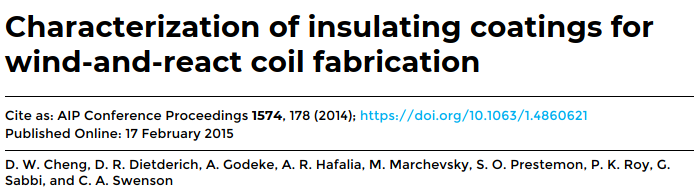 Characterization of insulating coatings for
wind-and-react coil fabrication
Cite as: AIP Conference Proceedings 1574, 178 (2014); https://doi.org/10.1063/1.4860621
Published Online: 17 February 2015
D. W. Cheng, D. R. Dietderich, A. Godeke, A. R. Hafalia, M. Marchevsky, S. O. Prestemon, P. K. Roy, G.
Sabbi, and C. A. Swenson